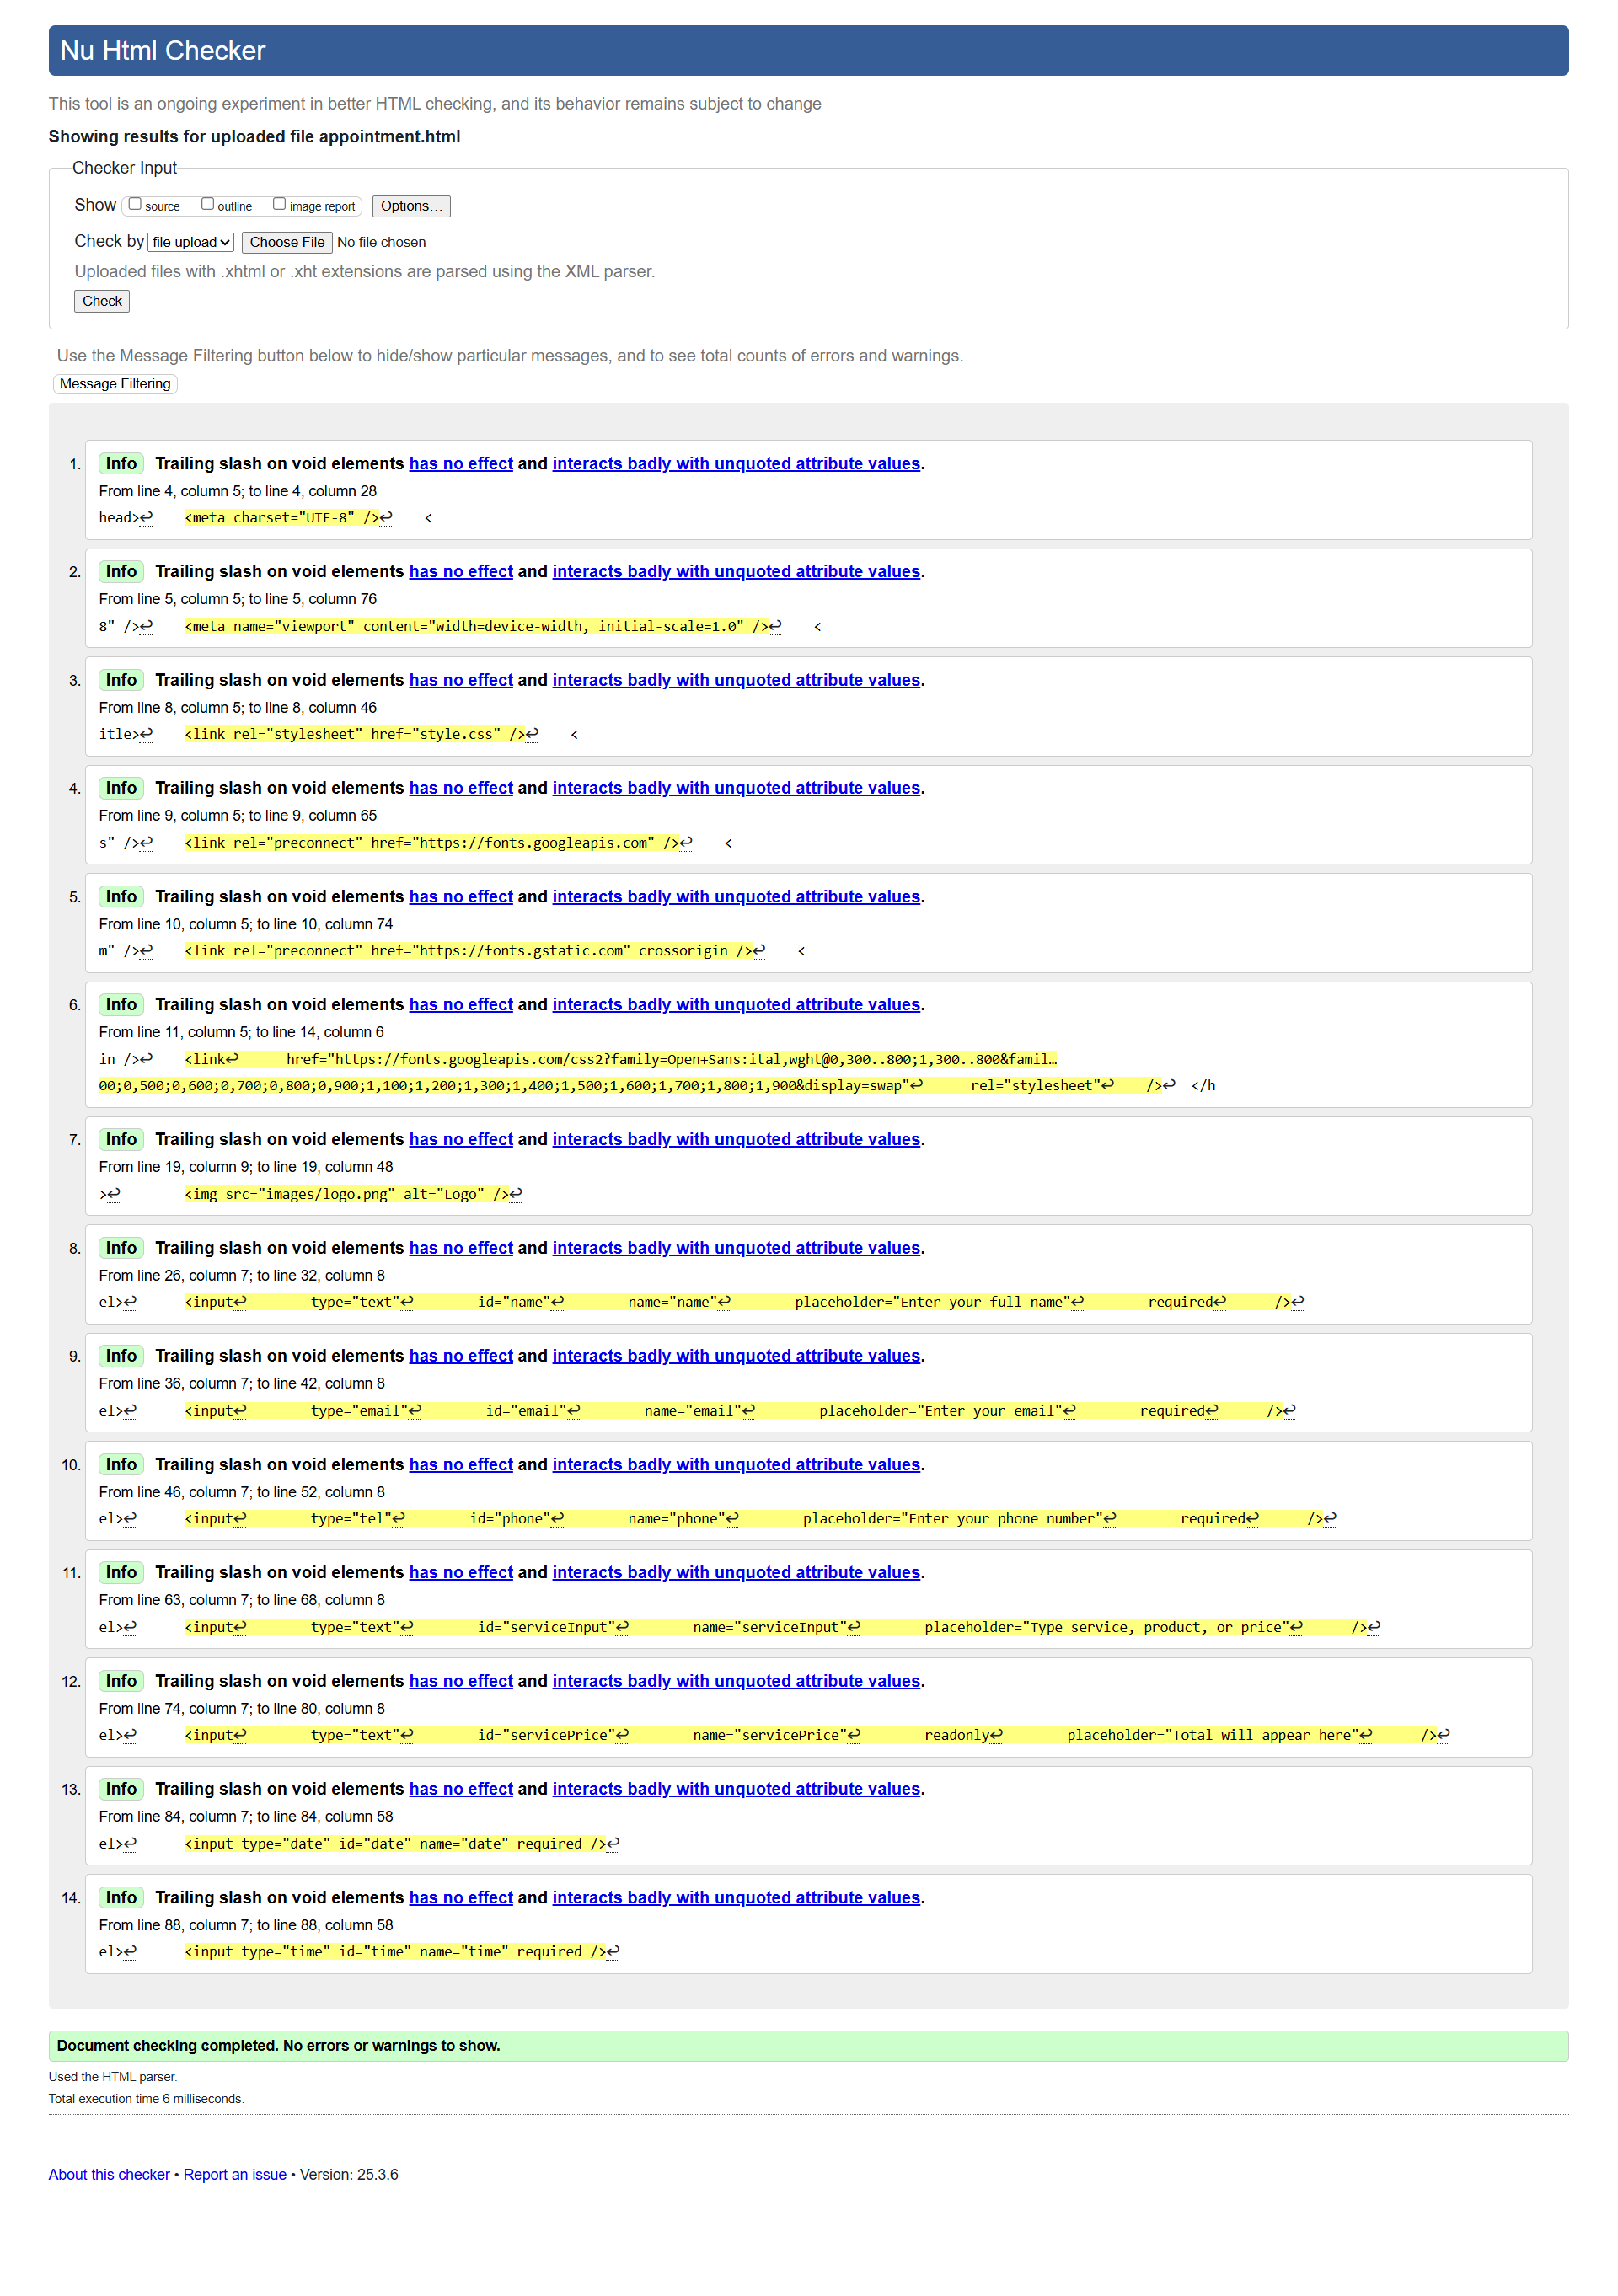 Nu Html Checker
This tool is an ongoing experiment in better HTML checking, and its behavior remains subject to change
Showing results for uploaded file appointment.html
Checker Input
Show source outline image report Options...
Check by file upload Choose File No file chosen
Uploaded files with .xhtml or .xht extensions are parsed using the XML parser.
Check
Use the Message Filtering button below to hide/show particular messages, and to see total counts of errors and warnings.
Message Filtering
1. Info Trailing slash on void elements has no effect and interacts badly with unquoted attribute values.
From line 4, column 5; to line 4, column 28
head>↩ <meta charset="UTF-8" />↩ <
2. Info Trailing slash on void elements has no effect and interacts badly with unquoted attribute values.
From line 5, column 5; to line 5, column 76
8" />↩ <meta name="viewport" content="width=device-width, initial-scale=1.0" />↩ <
3. Info Trailing slash on void elements has no effect and interacts badly with unquoted attribute values.
From line 8, column 5; to line 8, column 46
itle>↩ <link rel="stylesheet" href="style.css" />↩ <
4. Info Trailing slash on void elements has no effect and interacts badly with unquoted attribute values.
From line 9, column 5; to line 9, column 65
s" />↩ <link rel="preconnect" href="https://fonts.googleapis.com" />↩ <
5. Info Trailing slash on void elements has no effect and interacts badly with unquoted attribute values.
From line 10, column 5; to line 10, column 74
m" />↩ <link rel="preconnect" href="https://fonts.gstatic.com" crossorigin />↩ <
6. Info Trailing slash on void elements has no effect and interacts badly with unquoted attribute values.
From line 11, column 5; to line 14, column 6
in />↩ <link↩ href="https://fonts.googleapis.com/css2?family=Open+Sans:ital,wght@0,300..800;1,300..800&famil…
00;0,500;0,600;0,700;0,800;0,900;1,100;1,200;1,300;1,400;1,500;1,600;1,700;1,800;1,900&display=swap"↩ rel="stylesheet"↩ />↩ </h
7. Info Trailing slash on void elements has no effect and interacts badly with unquoted attribute values.
From line 19, column 9; to line 19, column 48
>↩ <img src="images/logo.png" alt="Logo" />↩
8. Info Trailing slash on void elements has no effect and interacts badly with unquoted attribute values.
From line 26, column 7; to line 32, column 8
el>↩ <input↩ type="text"↩ id="name"↩ name="name"↩ placeholder="Enter your full name"↩ required↩ />↩
9. Info Trailing slash on void elements has no effect and interacts badly with unquoted attribute values.
From line 36, column 7; to line 42, column 8
el>↩ <input↩ type="email"↩ id="email"↩ name="email"↩ placeholder="Enter your email"↩ required↩ />↩
10. Info Trailing slash on void elements has no effect and interacts badly with unquoted attribute values.
From line 46, column 7; to line 52, column 8
el>↩ <input↩ type="tel"↩ id="phone"↩ name="phone"↩ placeholder="Enter your phone number"↩ required↩ />↩
11. Info Trailing slash on void elements has no effect and interacts badly with unquoted attribute values.
From line 63, column 7; to line 68, column 8
el>↩ <input↩ type="text"↩ id="serviceInput"↩ name="serviceInput"↩ placeholder="Type service, product, or price"↩ />↩
12. Info Trailing slash on void elements has no effect and interacts badly with unquoted attribute values.
From line 74, column 7; to line 80, column 8
el>↩ <input↩ type="text"↩ id="servicePrice"↩ name="servicePrice"↩ readonly↩ placeholder="Total will appear here"↩ />↩
13. Info Trailing slash on void elements has no effect and interacts badly with unquoted attribute values.
From line 84, column 7; to line 84, column 58
el>↩ <input type="date" id="date" name="date" required />↩
14. Info Trailing slash on void elements has no effect and interacts badly with unquoted attribute values.
From line 88, column 7; to line 88, column 58
el>↩ <input type="time" id="time" name="time" required />↩
Document checking completed. No errors or warnings to show.
Used the HTML parser.
Total execution time 6 milliseconds.
About this checker • Report an issue • Version: 25.3.6